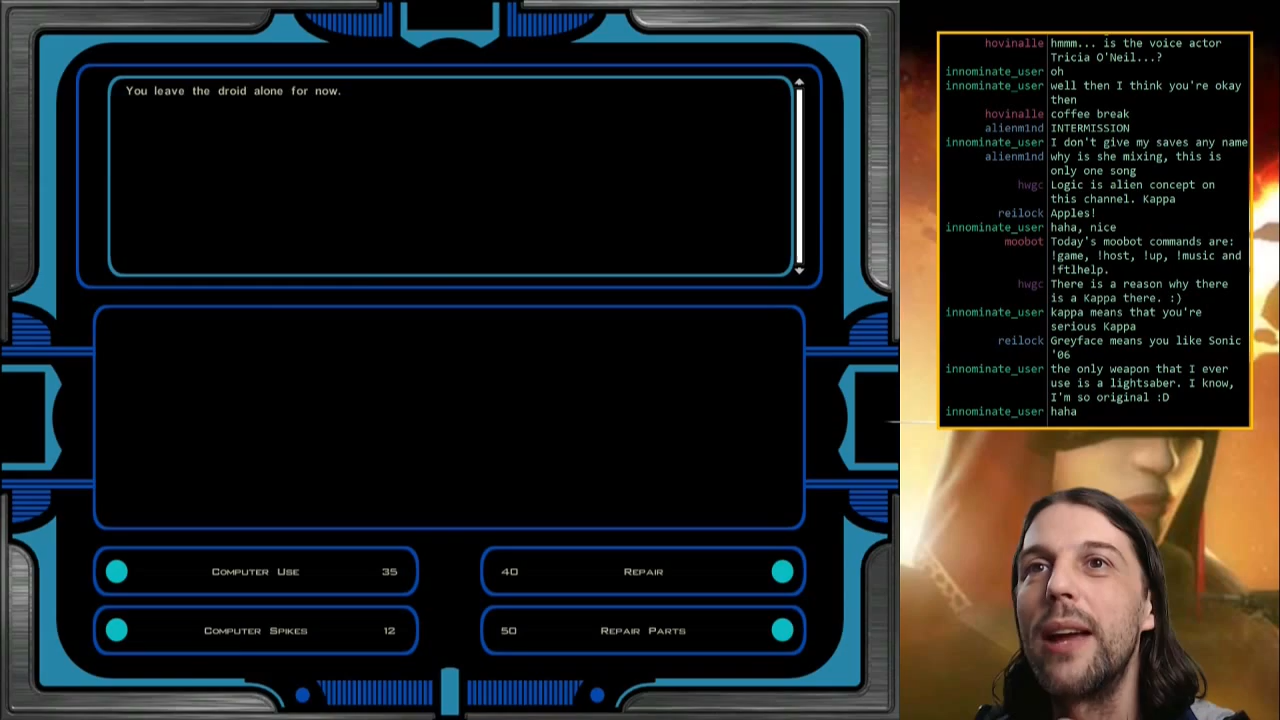 You leave the droid alone for now.
Computer Use 35
40 Repair
Computer Spikes 12
50 Repair Parts
hovinalle hmmm... is the voice actor
Tricia O'Neil...?
innominate_user oh
innominate_user well then I think you're okay
then
hovinalle coffee break
alienm1nd INTERMISSION
innominate_user I don't give my saves any name
alienm1nd why is she mixing, this is
only one song
hwgc Logic is alien concept on
this channel. Kappa
reilock Apples!
innominate_user haha, nice
moobot Today's moobot commands are:
!game, !host, !up, !music and
!ftlhelp.
hwgc There is a reason why there
is a Kappa there. :)
innominate_user kappa means that you're
serious Kappa
reilock Greyface means you like Sonic
'06
innominate_user the only weapon that I ever
use is a lightsaber. I know,
I'm so original :D
innominate_user haha